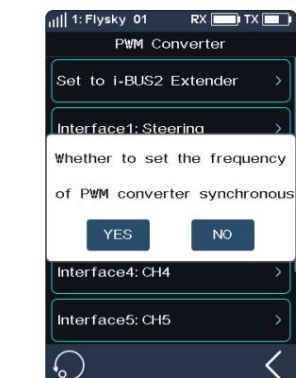 1: Flysky 01 RX TX
PWM Converter
Set to i-BUS2 Extender
Interface1: Steering
Whether to set the frequency
of PWM converter synchronous
YES NO
Interface4: CH4
Interface5: CH5